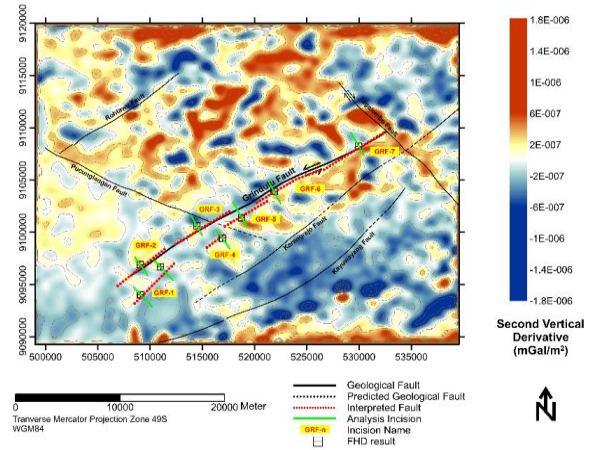 9120000
9115000
9110000
9105000
9100000
9095000
9090000
500000
505000
510000
515000
520000
525000
530000
535000
Rohtawu Fault
Pucunglangan Fault
Grindulu Fault
Karangrejo Fault
Kayuwayang Fault
GRF-7
GRF-6
GRF-3
GRF-5
GRF-2
GRF-4
GRF-1
1.8E-006
1.4E-006
1E-006
6E-007
2E-007
-2E-007
-6E-007
-1E-006
-1.4E-006
-1.8E-006
Second Vertical
Derivative
(mGal/m²)
0
10000
20000 Meter
Tranverse Mercator Projection Zone 49S
WGM84
Geological Fault
Predicted Geological Fault
Interpreted Fault
Analysis Incision
GRF-n Incision Name
FHD result
N